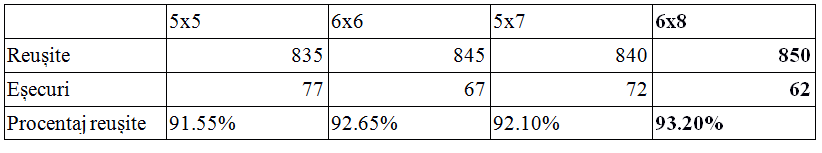 5x5 6x6 5x7 6x8
Reușite 835 845 840 850
Eșecuri 77 67 72 62
Procentaj reușite 91.55% 92.65% 92.10% 93.20%